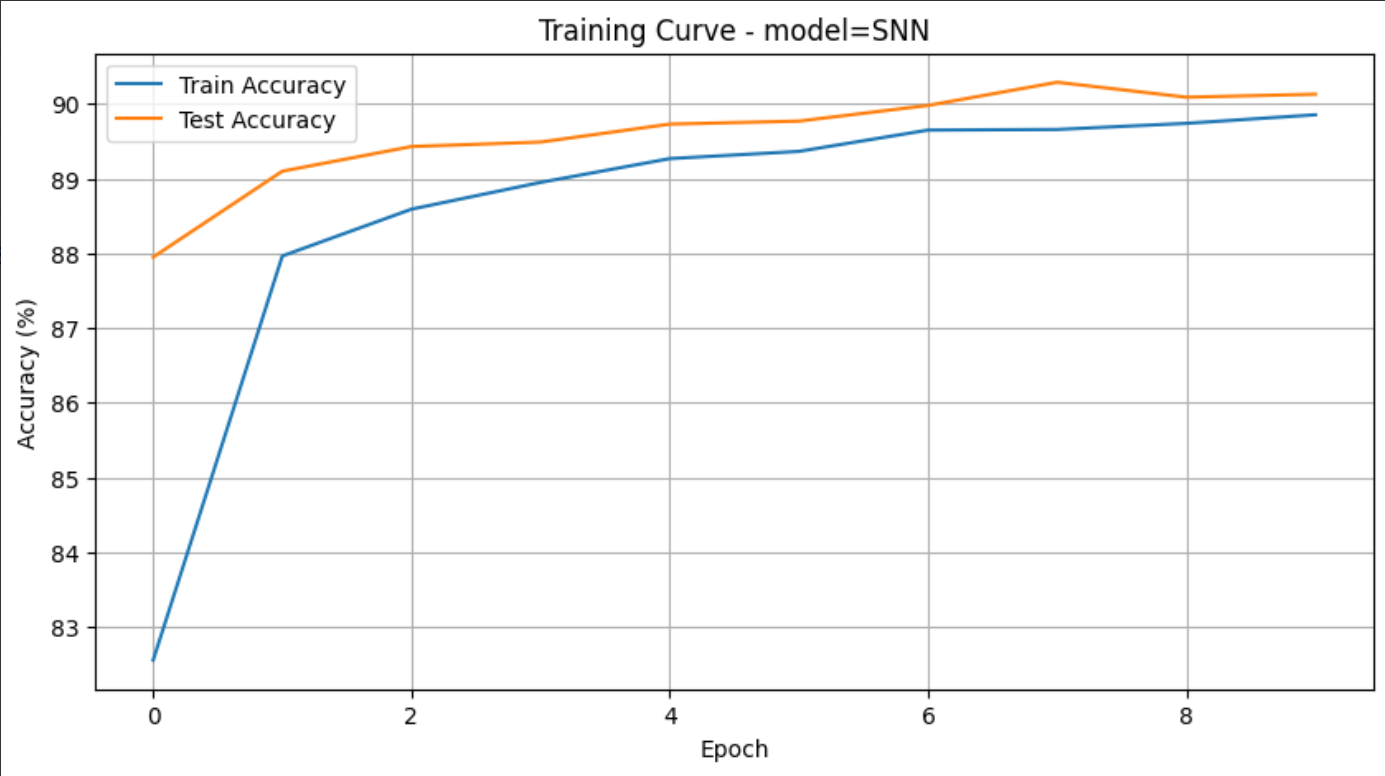 Training Curve - model=SNN
Train Accuracy
Test Accuracy
90
89
88
87
86
85
84
83
Accuracy (%)
0 2 4 6 8
Epoch